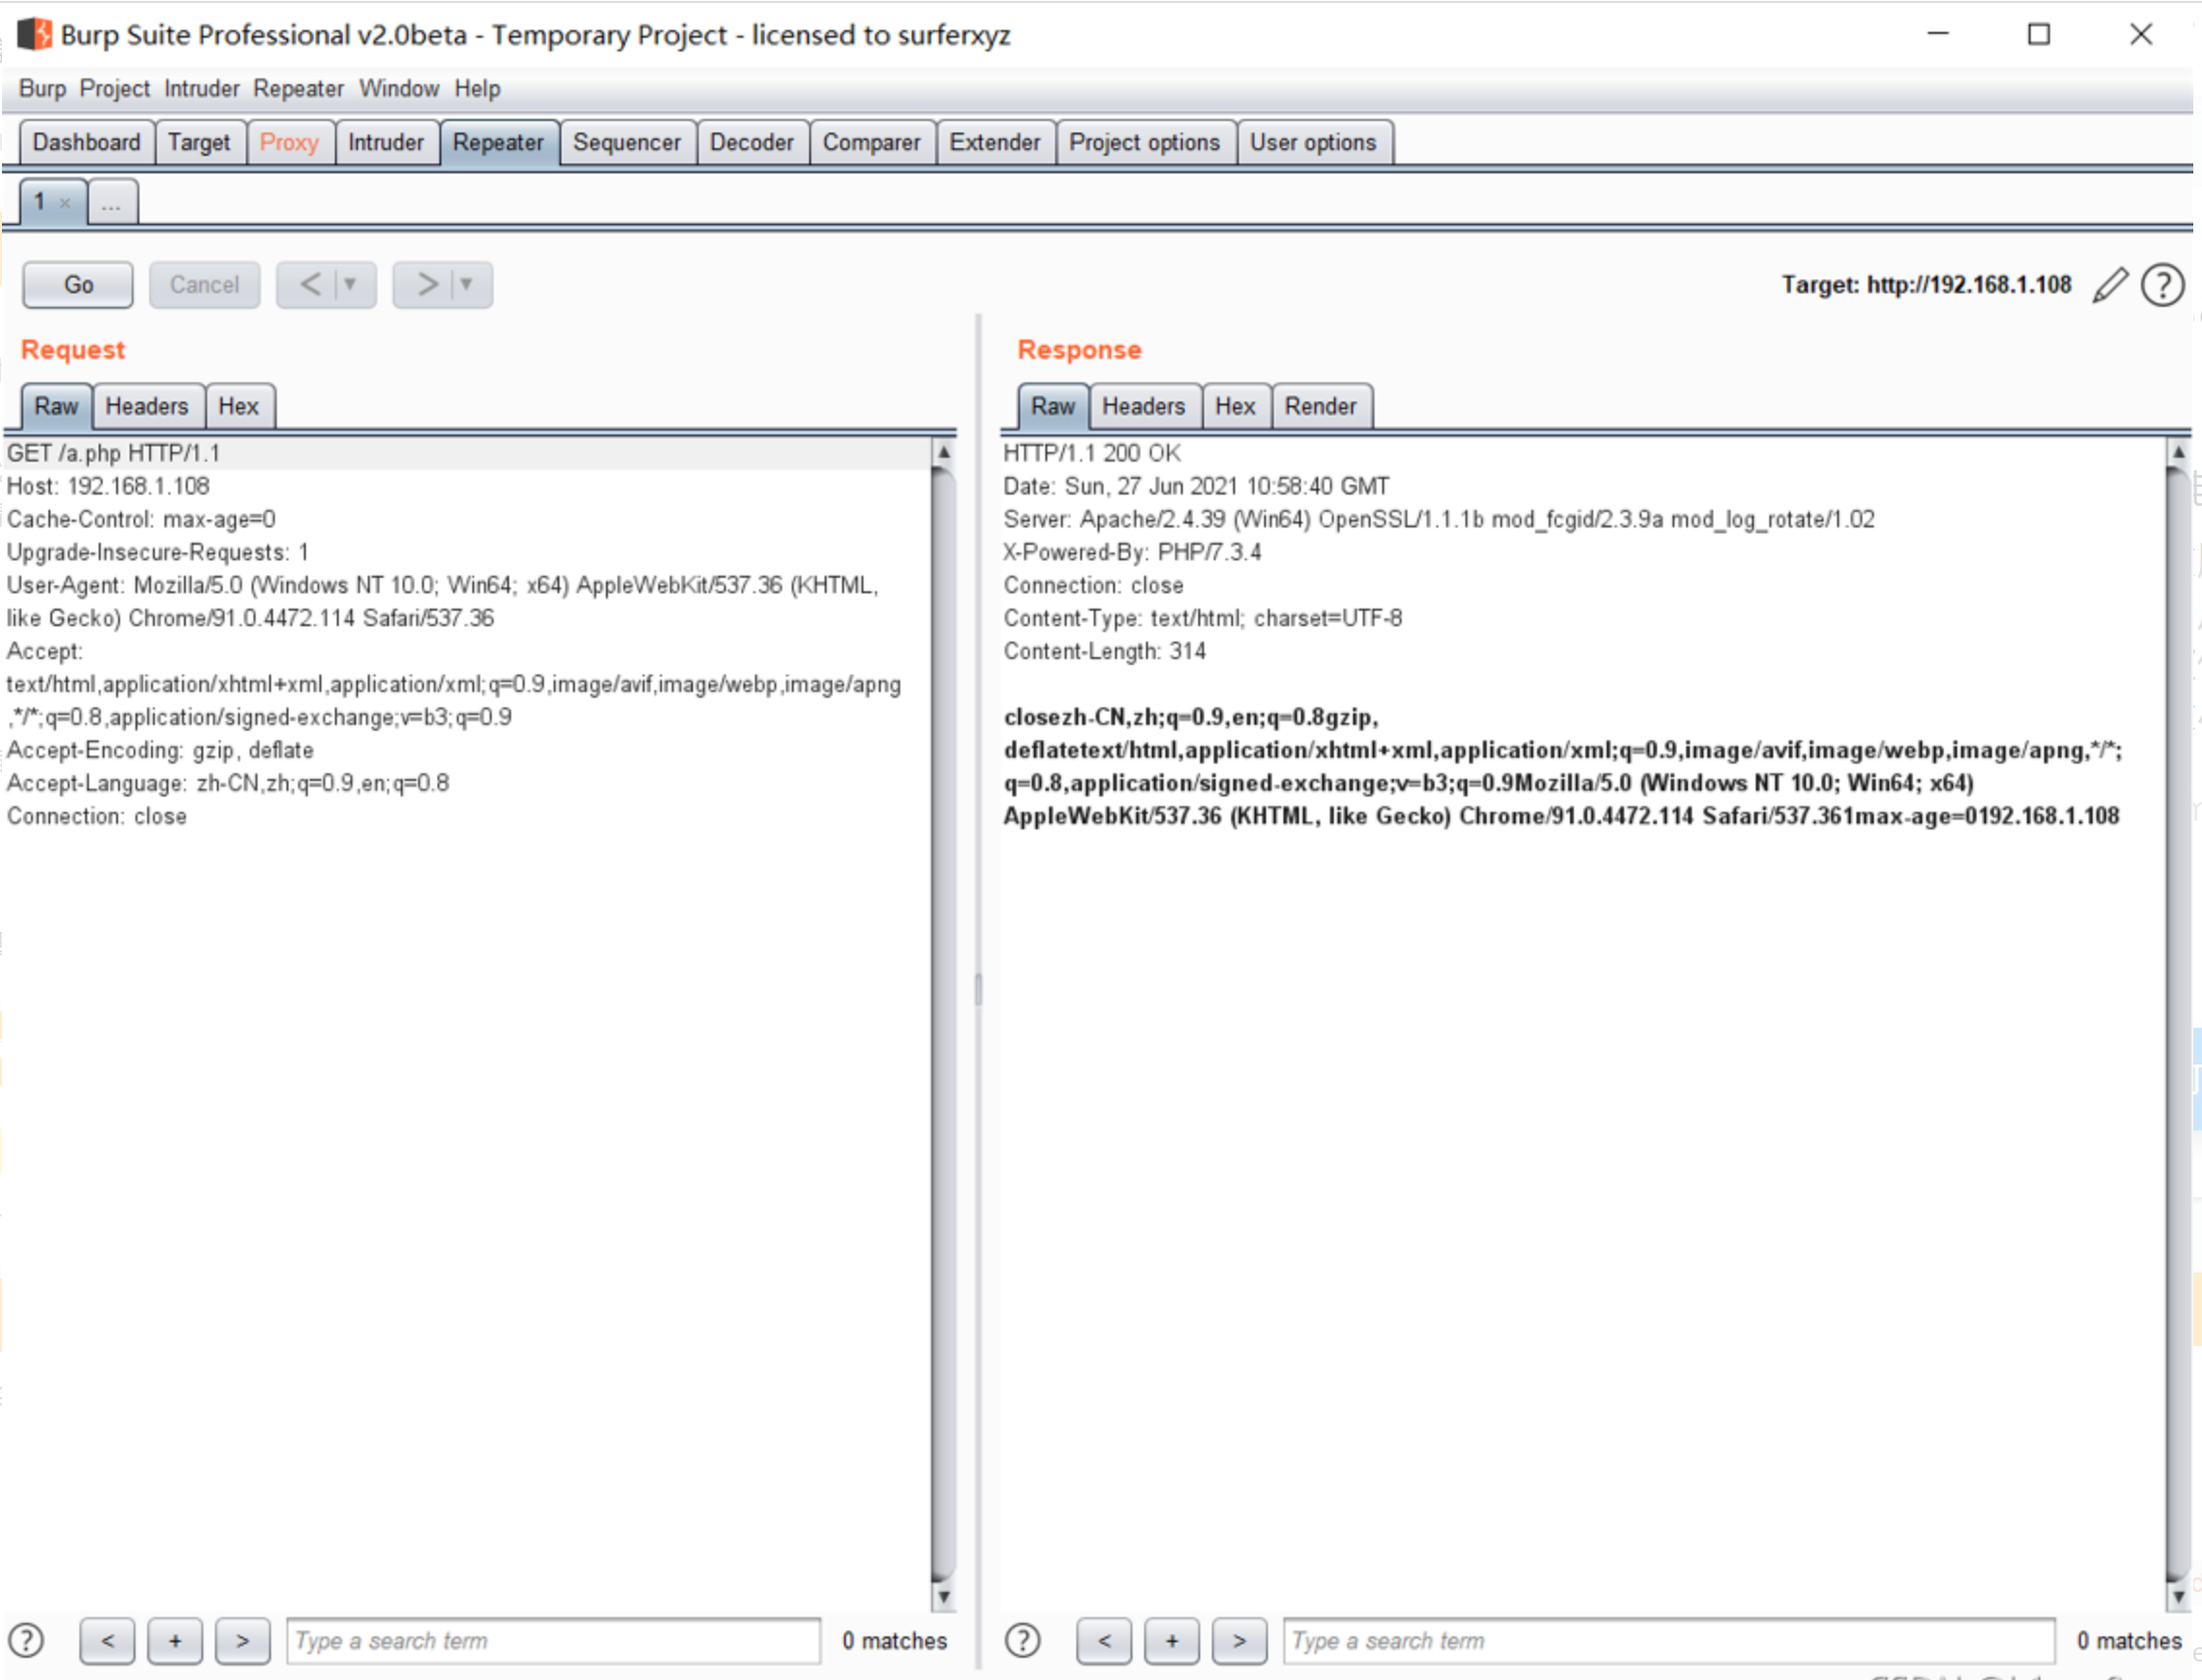 Burp Suite Professional v2.0beta - Temporary Project - licensed to surferxyz
Burp Project Intruder Repeater Window Help
Dashboard Target Proxy Intruder Repeater Sequencer Decoder Comparer Extender Project options User options
1 × ...
Go Cancel < > Target: http://192.168.1.108
Request
Raw Headers Hex
GET /a.php HTTP/1.1
Host: 192.168.1.108
Cache-Control: max-age=0
Upgrade-Insecure-Requests: 1
User-Agent: Mozilla/5.0 (Windows NT 10.0; Win64; x64) AppleWebKit/537.36 (KHTML,
like Gecko) Chrome/91.0.4472.114 Safari/537.36
Accept:
text/html,application/xhtml+xml,application/xml;q=0.9,image/avif,image/webp,image/apng
,*/*;q=0.8,application/signed-exchange;v=b3;q=0.9
Accept-Encoding: gzip, deflate
Accept-Language: zh-CN,zh;q=0.9,en;q=0.8
Connection: close
? < + > Type a search term 0 matches
Response
Raw Headers Hex Render
HTTP/1.1 200 OK
Date: Sun, 27 Jun 2021 10:58:40 GMT
Server: Apache/2.4.39 (Win64) OpenSSL/1.1.1b mod_fcgid/2.3.9a mod_log_rotate/1.02
X-Powered-By: PHP/7.3.4
Connection: close
Content-Type: text/html; charset=UTF-8
Content-Length: 314
closezh-CN,zh;q=0.9,en;q=0.8gzip,
deflatetext/html,application/xhtml+xml,application/xml;q=0.9,image/avif,image/webp,image/apng,*/*;
q=0.8,application/signed-exchange;v=b3;q=0.9Mozilla/5.0 (Windows NT 10.0; Win64; x64)
AppleWebKit/537.36 (KHTML, like Gecko) Chrome/91.0.4472.114 Safari/537.361max-age=0192.168.1.108
? < + > Type a search term 0 matches